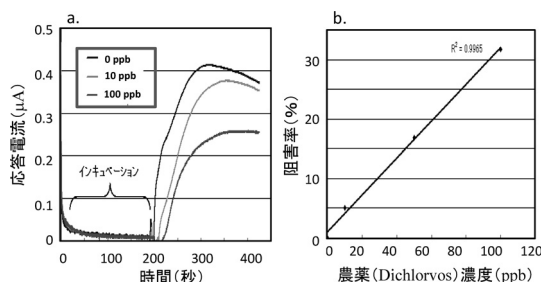 a.
0 ppb
10 ppb
100 ppb
0.5
0.4
0.3
0.2
0.1
0
応答電流(μA)
インキュベーション
0 100 200 300 400
時間(秒)
b.
R² = 0.9965
30
20
10
0
阻害率(%)
0 20 40 60 80 100 120
農薬(Dichlorvos)濃度(ppb)